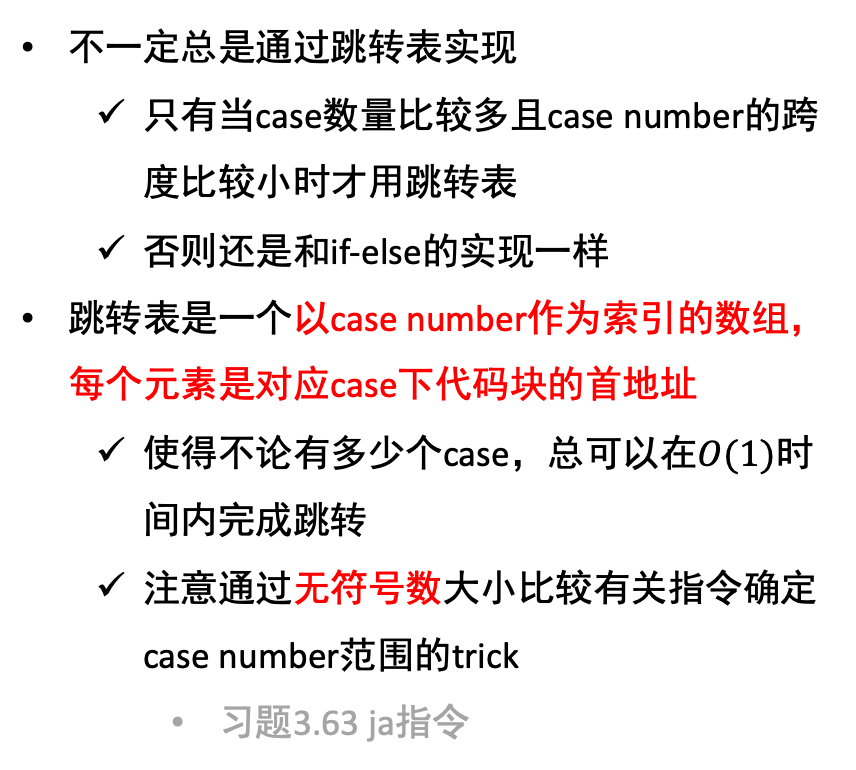 • 不一定总是通过跳转表实现
✓ 只有当case数量比较多且case number的跨
度比较小时才用跳转表
✓ 否则还是和if-else的实现一样
• 跳转表是一个以case number作为索引的数组，
每个元素是对应case下代码块的首地址
✓ 使得不论有多少个case，总可以在O(1)时
间内完成跳转
✓ 注意通过无符号数大小比较有关指令确定
case number范围的trick
• 习题3.63 ja指令